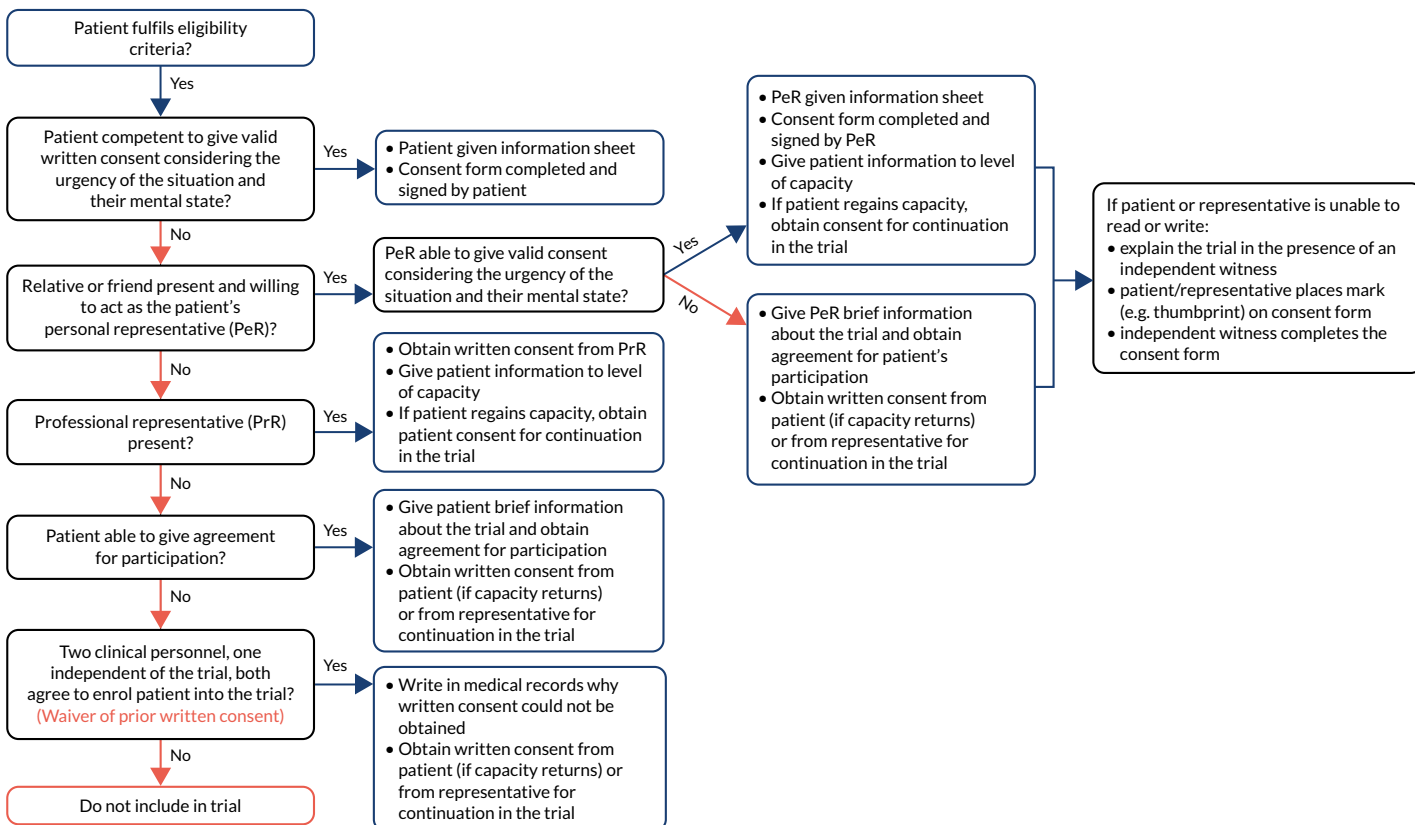 Patient fulfils eligibility
criteria?
Yes
Patient competent to give valid
written consent considering the
urgency of the situation and
their mental state?
Yes
• Patient given information sheet
• Consent form completed and
signed by patient
No
Relative or friend present and willing
to act as the patient's
personal representative (PeR)?
Yes
PeR able to give valid consent
considering the urgency of the
situation and their mental state?
Yes
• PeR given information sheet
• Consent form completed and
signed by PeR
• Give patient information to level
of capacity
• If patient regains capacity,
obtain consent for continuation
in the trial
No
• Give PeR brief information
about the trial and obtain
agreement for patient's
participation
• Obtain written consent from
patient (if capacity returns)
or from representative for
continuation in the trial
If patient or representative is unable to
read or write:
• explain the trial in the presence of an
independent witness
• patient/representative places mark
(e.g. thumbprint) on consent form
• independent witness completes the
consent form
No
Professional representative (PrR)
present?
Yes
• Obtain written consent from PrR
• Give patient information to level
of capacity
• If patient regains capacity, obtain
patient consent for continuation
in the trial
No
Patient able to give agreement
for participation?
Yes
• Give patient brief information
about the trial and obtain
agreement for participation
• Obtain written consent from
patient (if capacity returns)
or from representative for
continuation in the trial
No
Two clinical personnel, one
independent of the trial, both
agree to enrol patient into the trial?
(Waiver of prior written consent)
Yes
• Write in medical records why
written consent could not be
obtained
• Obtain written consent from
patient (if capacity returns) or
from representative for
continuation in the trial
No
Do not include in trial